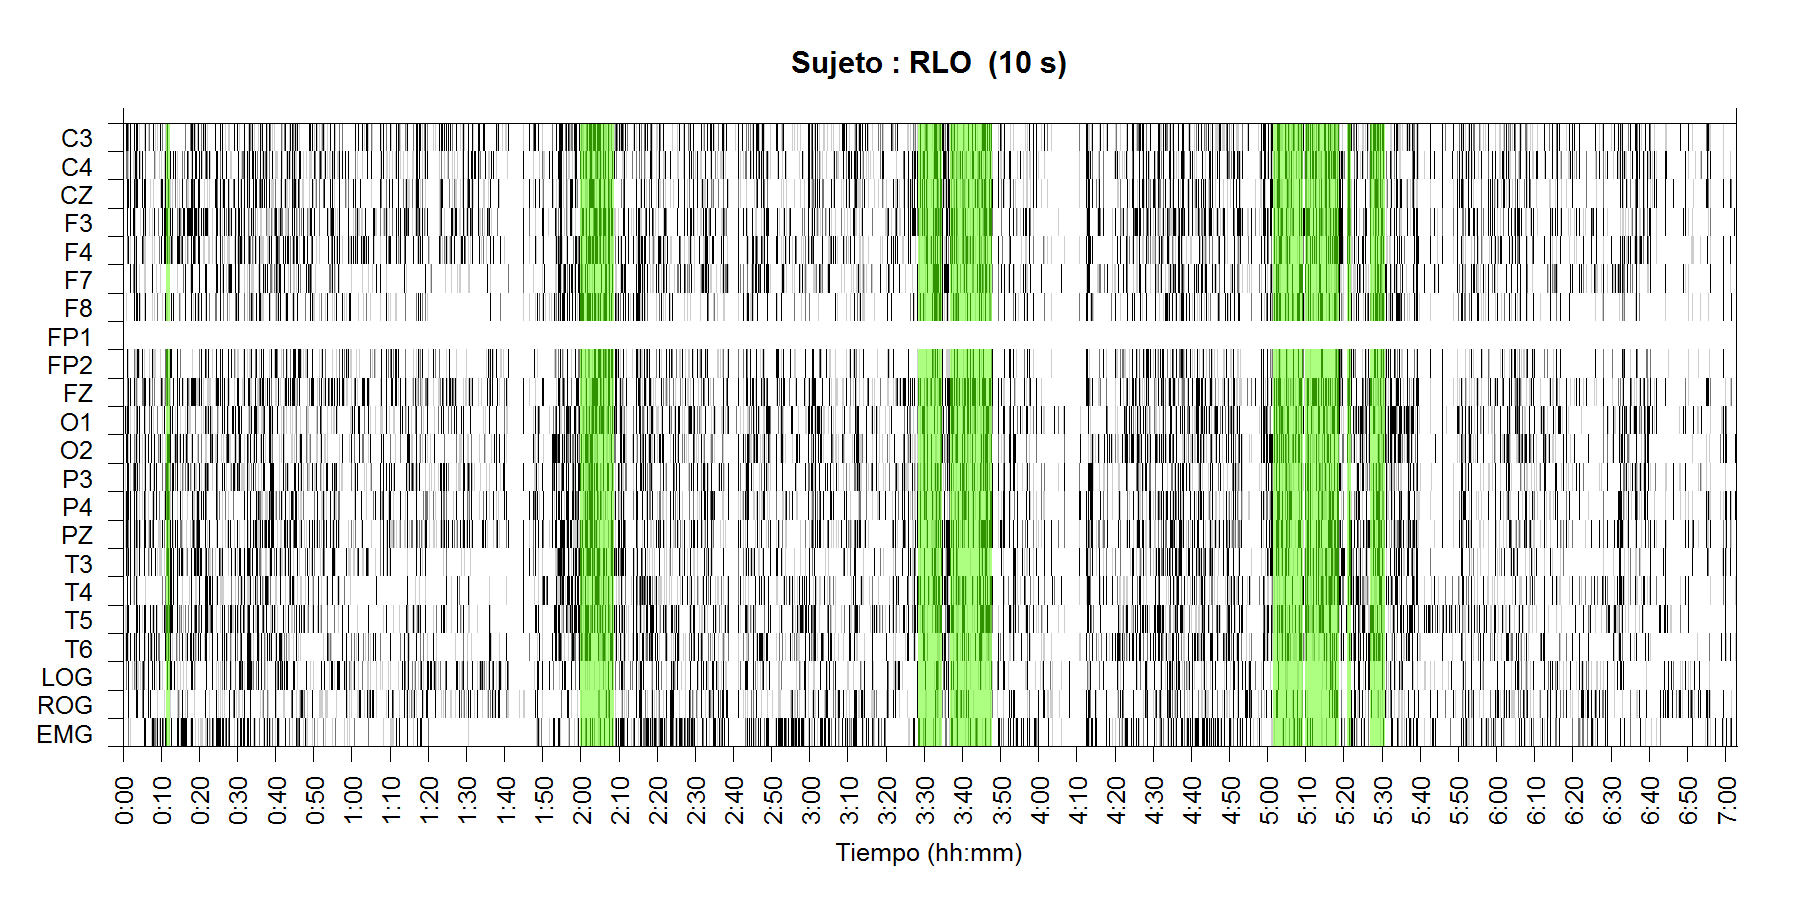 Sujeto : RLO  (10 s)
C3
C4
CZ
F3
F4
F7
F8
FP1
FP2
FZ
O1
O2
P3
P4
PZ
T3
T4
T5
T6
LOG
ROG
EMG
0:00
0:10
0:20
0:30
0:40
0:50
1:00
1:10
1:20
1:30
1:40
1:50
2:00
2:10
2:20
2:30
2:40
2:50
3:00
3:10
3:20
3:30
3:40
3:50
4:00
4:10
4:20
4:30
4:40
4:50
5:00
5:10
5:20
5:30
5:40
5:50
6:00
6:10
6:20
6:30
6:40
6:50
7:00
Tiempo (hh:mm)